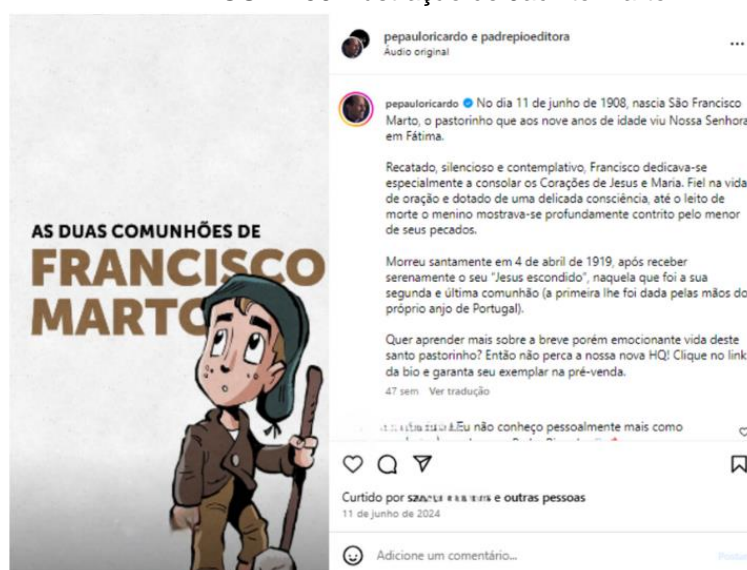 AS DUAS COMUNHÕES DE
FRANCISCO
MARTO
pepauloricardo e padrepioeditora
Áudio original
pepauloricardo No dia 11 de junho de 1908, nascia São Francisco
Marto, o pastorinho que aos nove anos de idade viu Nossa Senhora
em Fátima.
Recatado, silencioso e contemplativo, Francisco dedicava-se
especialmente a consolar os Corações de Jesus e Maria. Fiel na vida
de oração e dotado de uma delicada consciência, até o leito de
morte o menino mostrava-se profundamente contrito pelo menor
de seus pecados.
Morreu santamente em 4 de abril de 1919, após receber
serenamente o seu "Jesus escondido", naquela que foi a sua
segunda e última comunhão (a primeira lhe foi dada pelas mãos do
próprio anjo de Portugal).
Quer aprender mais sobre a breve porém emocionante vida deste
santo pastorinho? Então não perca a nossa nova HQ! Clique no link
da bio e garanta seu exemplar na pré-venda.
47 sem Ver tradução
Eu não conheço pessoalmente mais como
Curtido por e outras pessoas
11 de junho de 2024
Adicione um comentário...
Postar